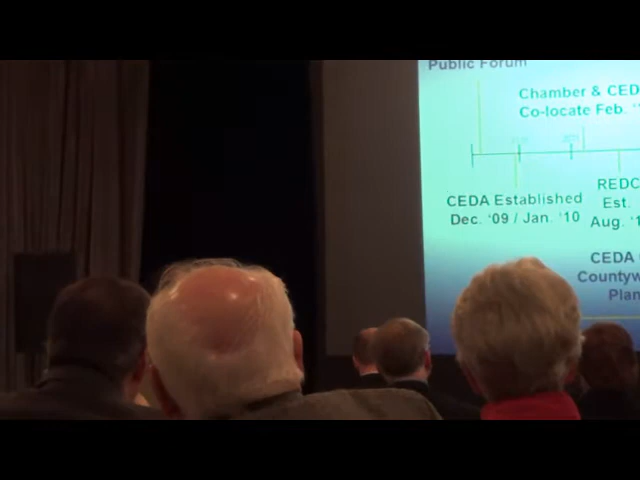 Public Forum
Chamber & CED
Co-locate Feb. '
CEDA Established
Dec. '09 / Jan. '10
REDC
Est.
Aug. '1
CEDA
Countyw
Plan